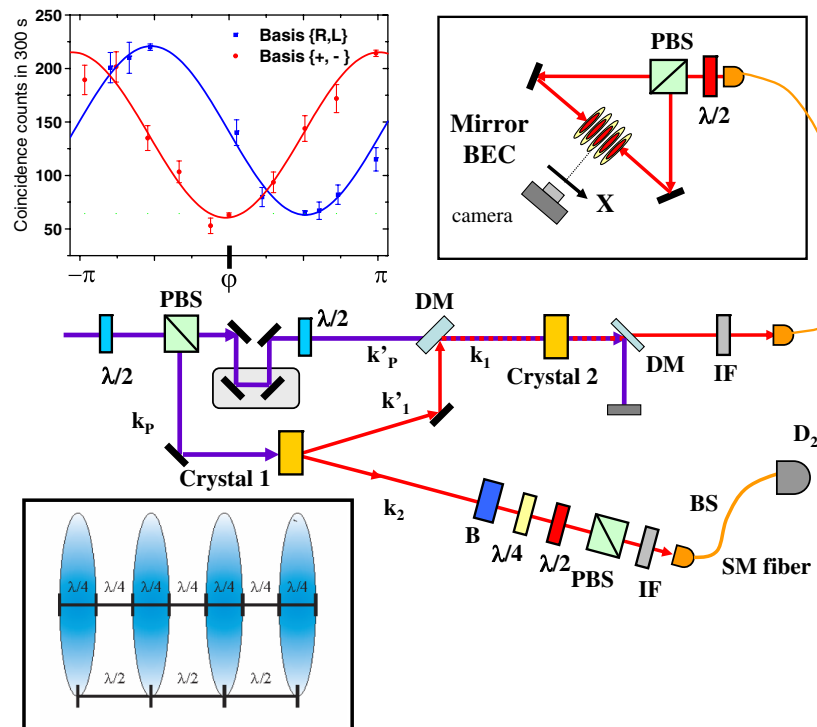 Coincidence counts in 300 s
250
200
150
100
50
Basis {R,L}
Basis {+, - }
−π
φ
π
PBS
λ/2
Mirror
BEC
X
camera
PBS
λ/2
λ/2
DM
k'P
k1
Crystal 2
DM
IF
kP
k’1
Crystal 1
k2
B
λ/4
λ/2
PBS
IF
BS
D2
SM fiber
λ/4 λ/4 λ/4 λ/4 λ/4 λ/4 λ/4
λ/2 λ/2 λ/2